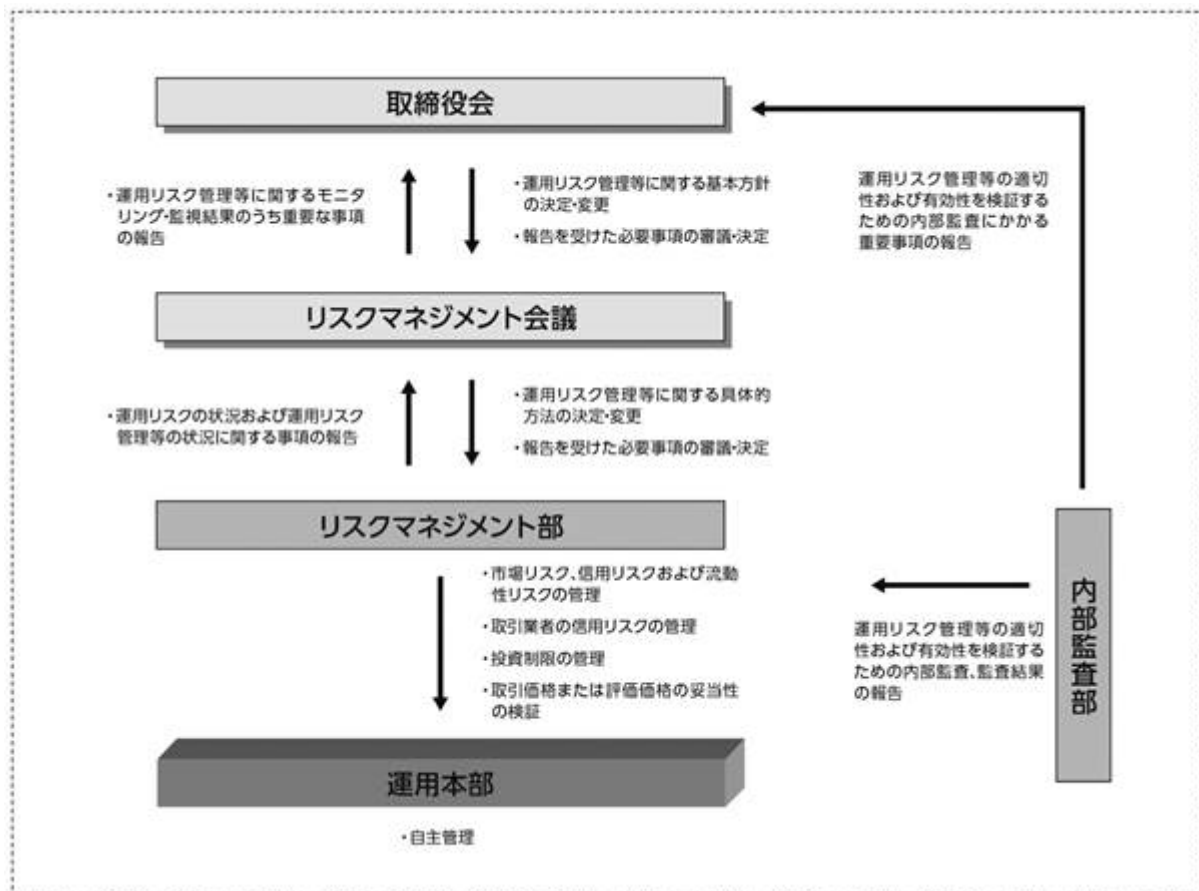 取締役会
・運用リスク管理等に関するモニタ
リング・監視結果のうち重要な事項
の報告
・運用リスク管理等に関する基本方針
の決定・変更
・報告を受けた必要事項の審議・決定
運用リスク管理等の適切
性および有効性を検証する
ための内部監査にかかる
重要事項の報告
リスクマネジメント会議
・運用リスクの状況および運用リスク
管理等の状況に関する事項の報告
・運用リスク管理等に関する具体的
方法の決定・変更
・報告を受けた必要事項の審議・決定
リスクマネジメント部
・市場リスク、信用リスクおよび流動
性リスクの管理
・取引業者の信用リスクの管理
・投資制限の管理
・取引価格または評価価格の妥当性
の検証
運用リスク管理等の適切
性および有効性を検証する
ための内部監査、監査結果
の報告
内部監査部
運用本部
・自主管理